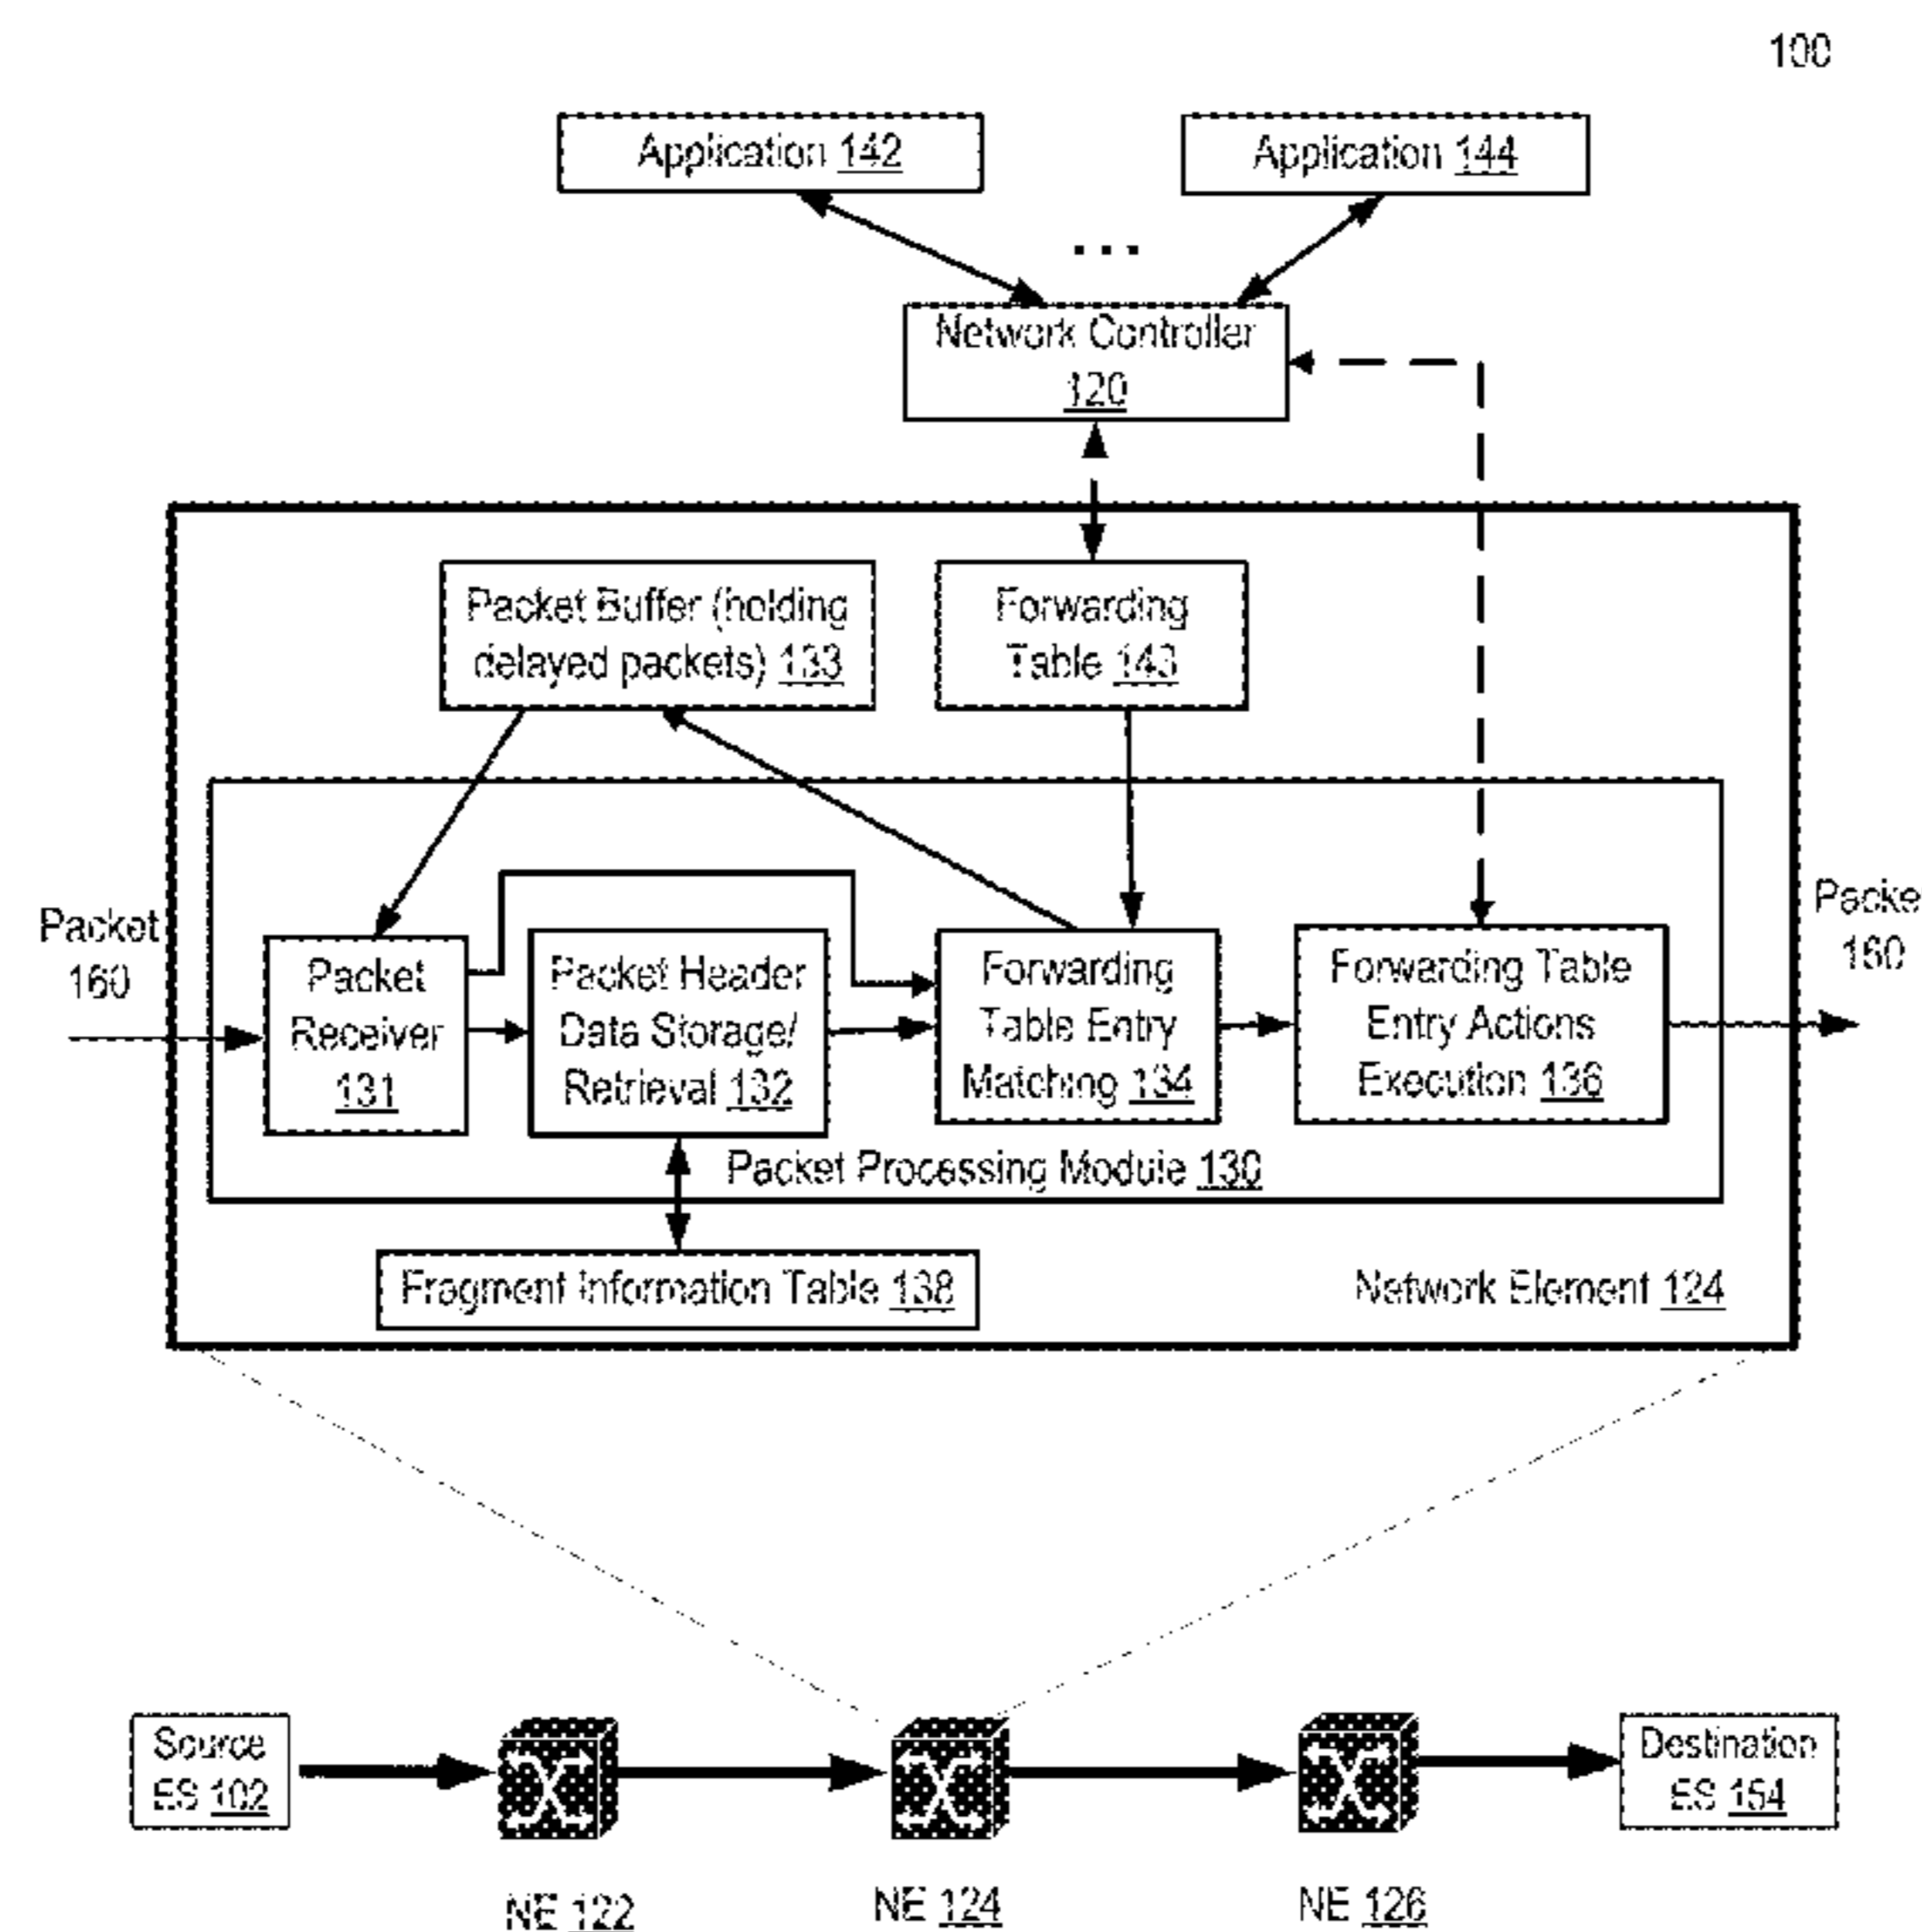 100
Application 142
Application 144
...
Network Controller
120
Packet Buffer (holding
delayed packets) 133
Forwarding
Table 143
Packet
160
Packet
Receiver
131
Packet Header
Data Storage/
Retrieval 132
Forwarding
Table Entry
Matching 134
Forwarding Table
Entry Actions
Execution 136
Packe
160
Packet Processing Module 130
Fragment Information Table 138
Network Element 124
Source
ES 102
Destination
ES 154
NE 122
NE 124
NE 126